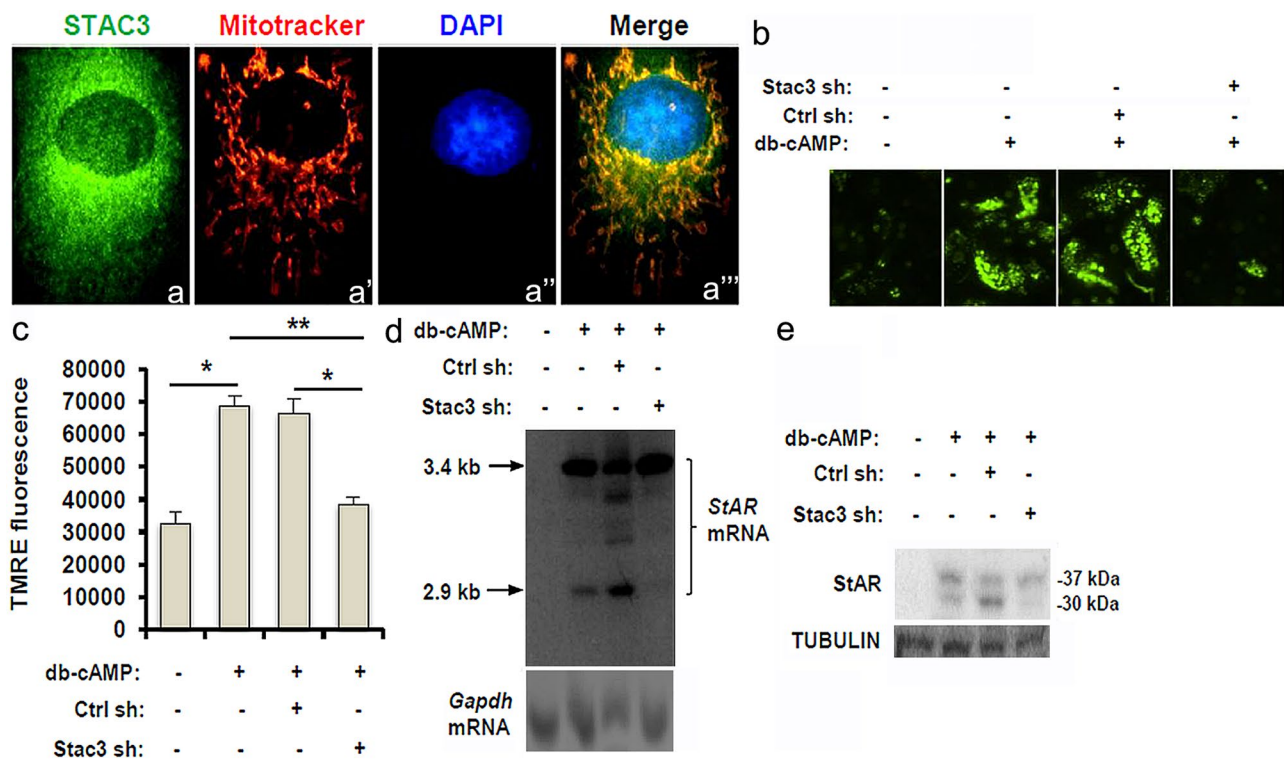 STAC3 Mitotracker DAPI Merge
a a' a'' a'''
b
Stac3 sh: - - - +
Ctrl sh: - - + -
db-cAMP: - + + +
c
** 
* *
TMRE fluorescence
80000
70000
60000
50000
40000
30000
20000
10000
0
db-cAMP: - + + +
Ctrl sh: - - + -
Stac3 sh: - - - +
d
db-cAMP: - + + +
Ctrl sh: - - + -
Stac3 sh: - - - +
3.4 kb
2.9 kb
StAR
mRNA
Gapdh
mRNA
e
db-cAMP: - + + +
Ctrl sh: - - + -
Stac3 sh: - - - +
StAR
-37 kDa
-30 kDa
TUBULIN